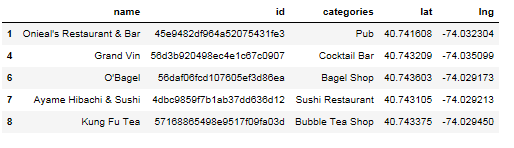 name id categories lat lng
1 Onieal's Restaurant & Bar 45e9482df964a52075431fe3 Pub 40.741608 -74.032304
4 Grand Vin 56d3b920498ec4e1c67c0907 Cocktail Bar 40.743209 -74.035099
6 O'Bagel 56daf06fcd107605ef3d86ea Bagel Shop 40.743603 -74.029173
7 Ayame Hibachi & Sushi 4dbc9859f7b1ab37dd636d12 Sushi Restaurant 40.743105 -74.029213
8 Kung Fu Tea 57168865498e9517f09fa03d Bubble Tea Shop 40.743375 -74.029450